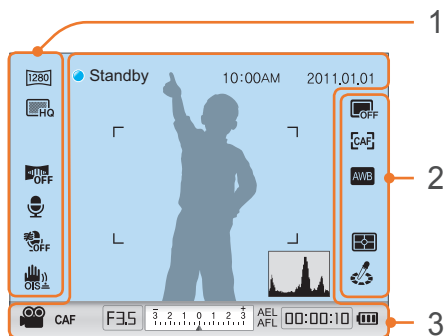 1
Standby 10:00AM 2011.01.01
1280
HQ
OFF
OFF
OIS
OFF
CAF
AWB
2
CAF F3.5 3 2 1 0 1 2 3 AEL AFL 00:00:10
3